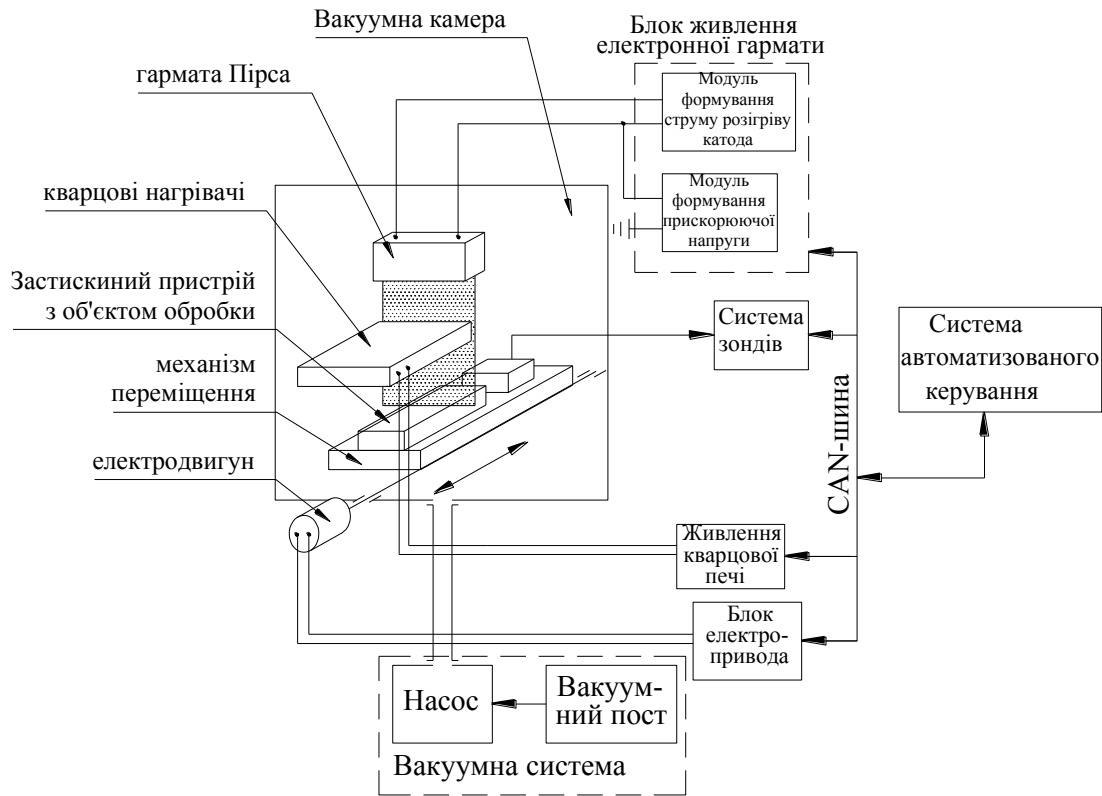 Вакуумна камера
Блок живлення
електронної гармати
гармата Пірса
Модуль
формування
струму розігріву
катода
кварцові нагрівачі
Модуль
формування
прискорюючої
напруги
Застискиний пристрій
з об'єктом обробки
механізм
переміщення
електродвигун
Система
зондів
Система
автоматизованого
керування
CAN-шина
Живлення
кварцової
печі
Блок
електро-
привода
Насос
Вакуум-
ний пост
Вакуумна система